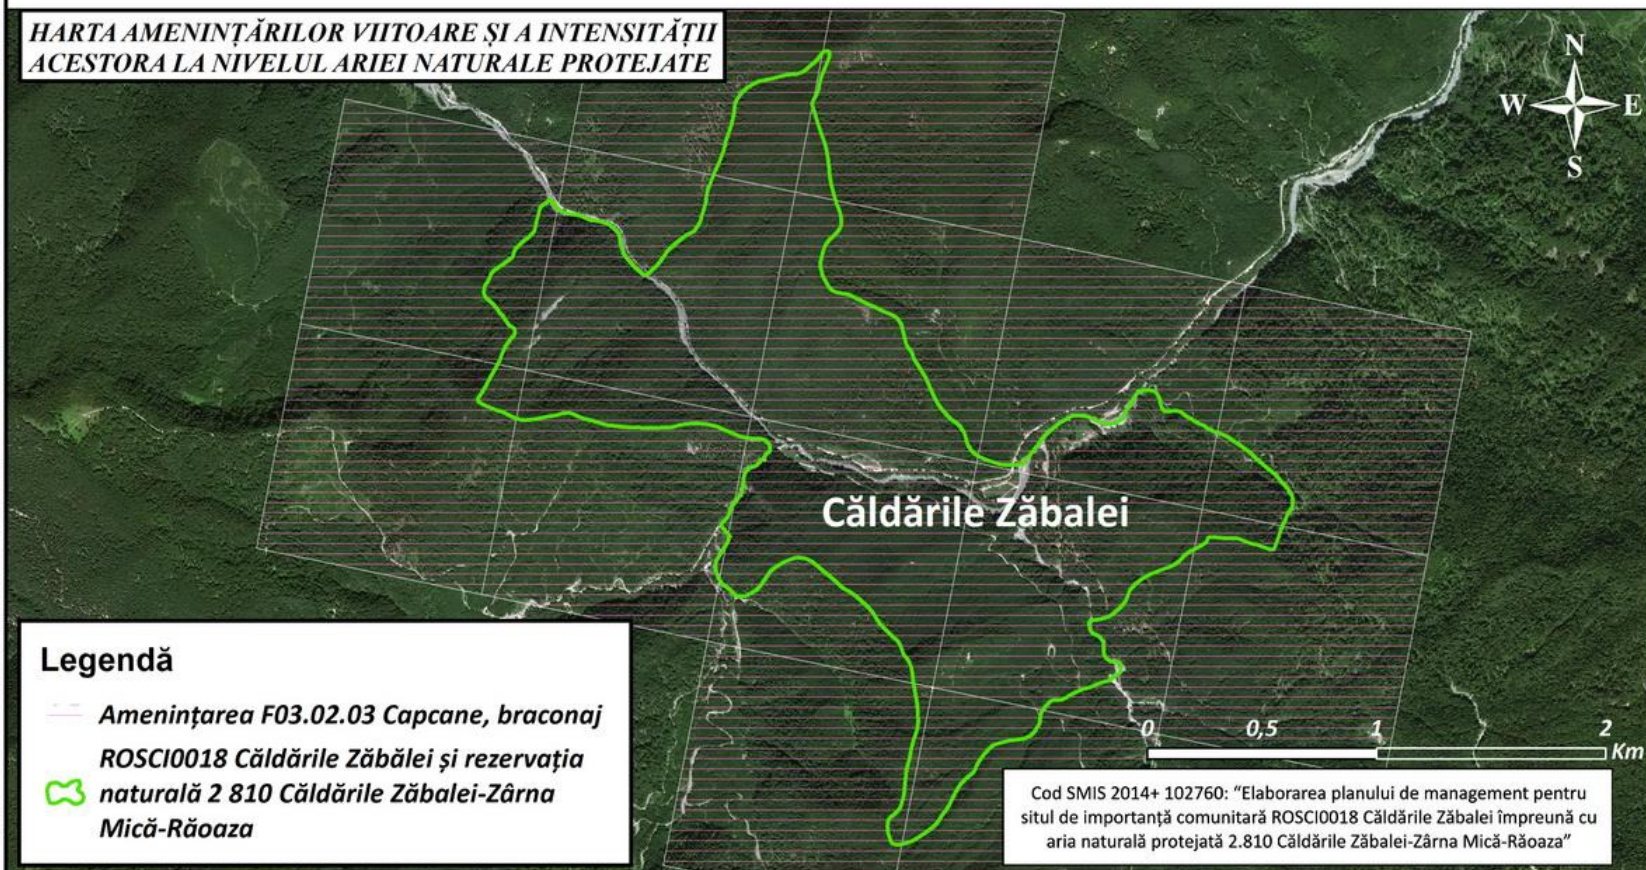 HARTA AMENINȚĂRILOR VIITOARE ȘI A INTENSITĂȚII
ACESTORA LA NIVELUL ARIEI NATURALE PROTEJATE
N
W E
S
Căldările Zăbalei
Legendă
Amenințarea F03.02.03 Capcane, braconaj
ROSCI0018 Căldările Zăbălei și rezervația
naturală 2 810 Căldările Zăbalei-Zârna
Mică-Răoaza
0 0,5 1 2
Km
Cod SMIS 2014+ 102760: “Elaborarea planului de management pentru
situl de importanță comunitară ROSCI0018 Căldările Zăbalei împreună cu
aria naturală protejată 2.810 Căldările Zăbalei-Zârna Mică-Răoaza”